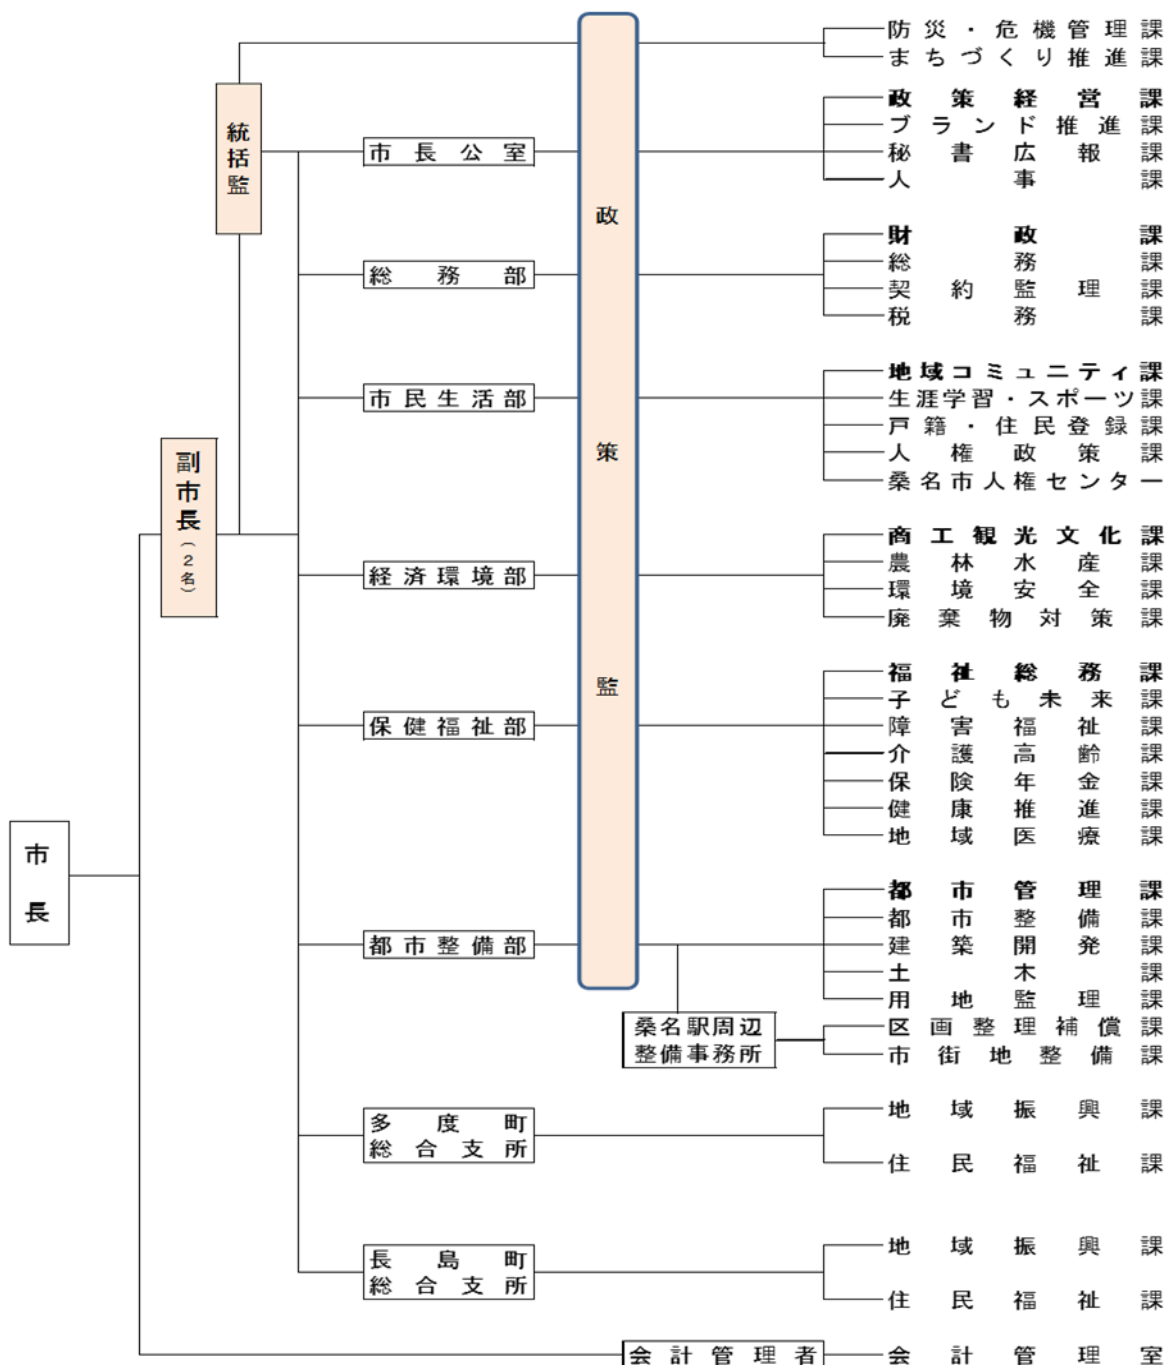 防災・危機管理課
まちづくり推進課
統括監
市長公室
政策経営課
ブランド推進課
秘書広報課
人事課
政策監
総務部
財政課
総務課
契約監理課
税務課
市民生活部
地域コミュニティ課
生涯学習・スポーツ課
戸籍・住民登録課
人権政策課
桑名市人権センター
副市長(2名)
経済環境部
商工観光文化課
農林水産課
環境安全課
廃棄物対策課
保健福祉部
福祉総務課
子ども未来課
障害福祉課
介護高齢課
保険年金課
健康推進課
地域医療課
市長
都市整備部
都市管理課
都市整備課
建築開発課
土木課
用地監理課
桑名駅周辺
整備事務所
区画整理補償課
市街地整備課
多度町
総合支所
地域振興課
住民福祉課
長島町
総合支所
地域振興課
住民福祉課
会計管理者
会計管理室